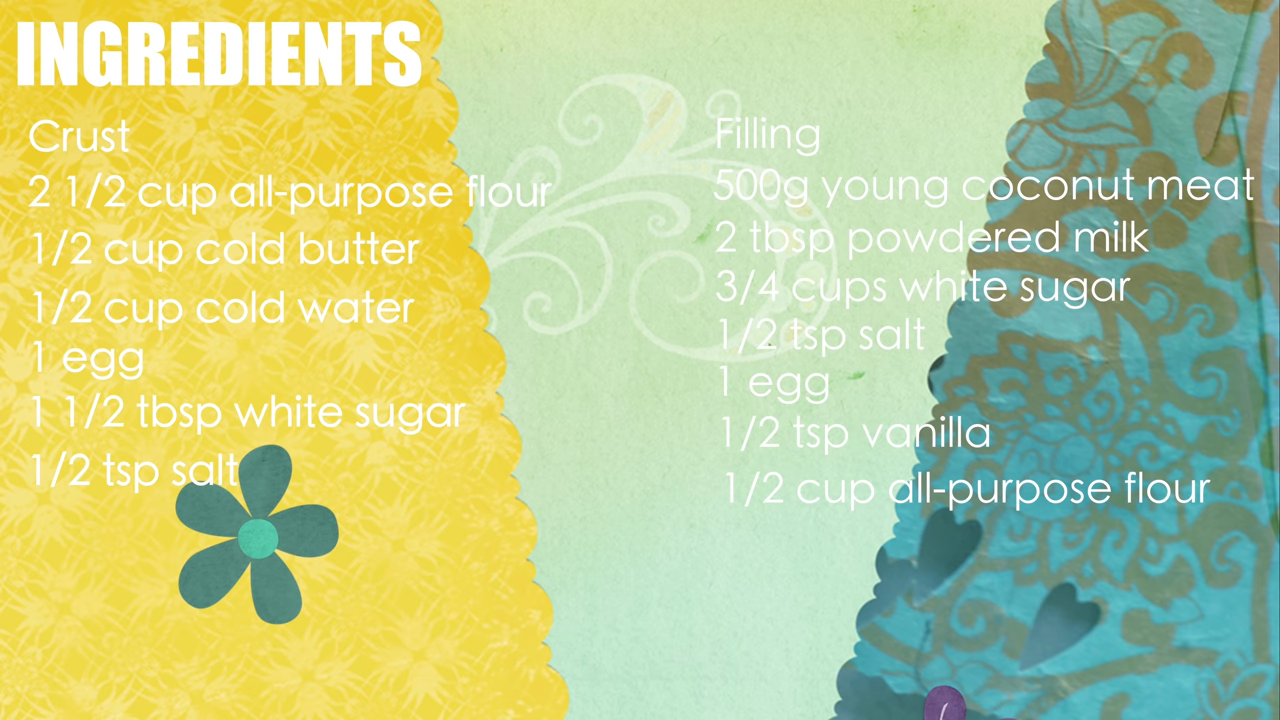 INGREDIENTS
Crust
2 1/2 cup all-purpose flour
1/2 cup cold butter
1/2 cup cold water
1 egg
1 1/2 tbsp white sugar
1/2 tsp salt
Filling
500g young coconut meat
2 tbsp powdered milk
3/4 cups white sugar
1/2 tsp salt
1 egg
1/2 tsp vanilla
1/2 cup all-purpose flour